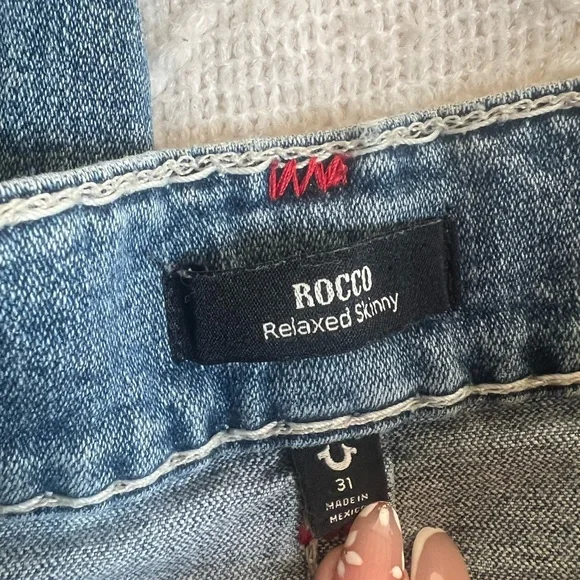 ROCCO
Relaxed Skinny
31
MADE IN
MEXICO